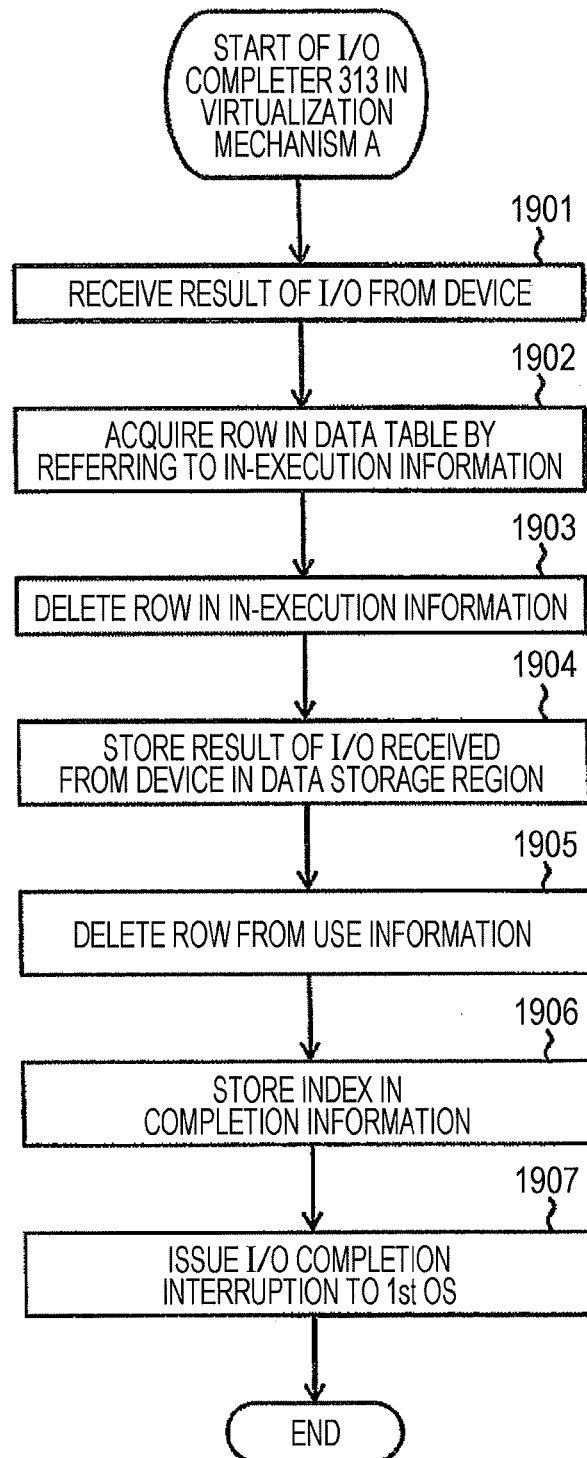 START OF I/O
COMPLETER 313 IN
VIRTUALIZATION
MECHANISM A
1901
RECEIVE RESULT OF I/O FROM DEVICE
1902
ACQUIRE ROW IN DATA TABLE BY
REFERRING TO IN-EXECUTION INFORMATION
1903
DELETE ROW IN IN-EXECUTION INFORMATION
1904
STORE RESULT OF I/O RECEIVED
FROM DEVICE IN DATA STORAGE REGION
1905
DELETE ROW FROM USE INFORMATION
1906
STORE INDEX IN
COMPLETION INFORMATION
1907
ISSUE I/O COMPLETION
INTERRUPTION TO 1st OS
END